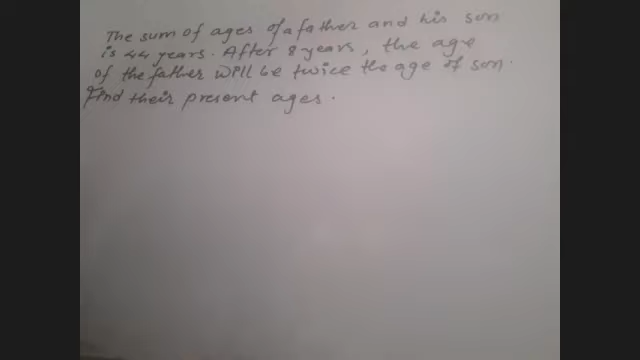 The sum of ages of a father and his son
is 44 years. After 8 years, the age
of the father will be twice the age of son.
Find their present ages.